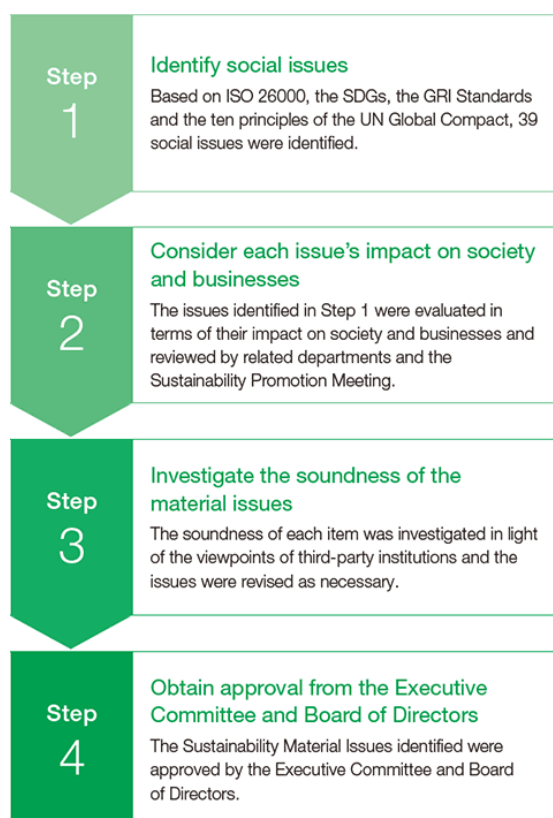 Step
1
Identify social issues
Based on ISO 26000, the SDGs, the GRI Standards
and the ten principles of the UN Global Compact, 39
social issues were identified.
Step
2
Consider each issue's impact on society
and businesses
The issues identified in Step 1 were evaluated in
terms of their impact on society and businesses and
reviewed by related departments and the
Sustainability Promotion Meeting.
Step
3
Investigate the soundness of the
material issues
The soundness of each item was investigated in light
of the viewpoints of third-party institutions and the
issues were revised as necessary.
Step
4
Obtain approval from the Executive
Committee and Board of Directors
The Sustainability Material Issues identified were
approved by the Executive Committee and Board
of Directors.